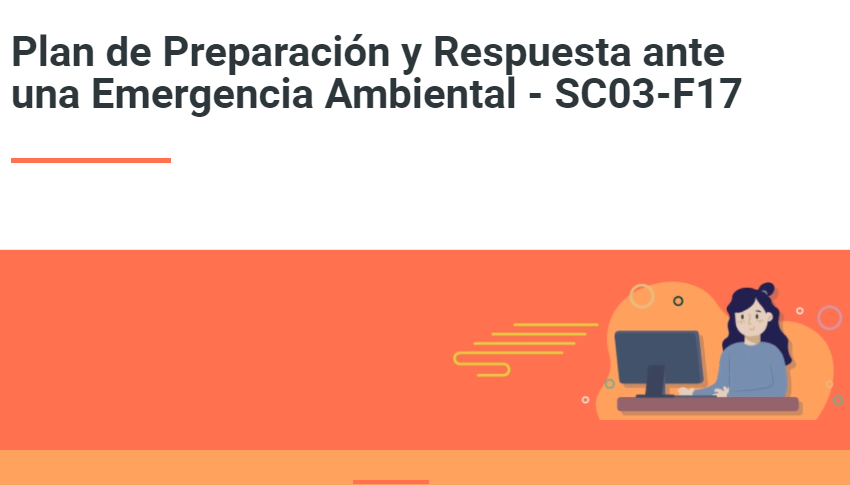 Plan de Preparación y Respuesta ante
una Emergencia Ambiental - SC03-F17